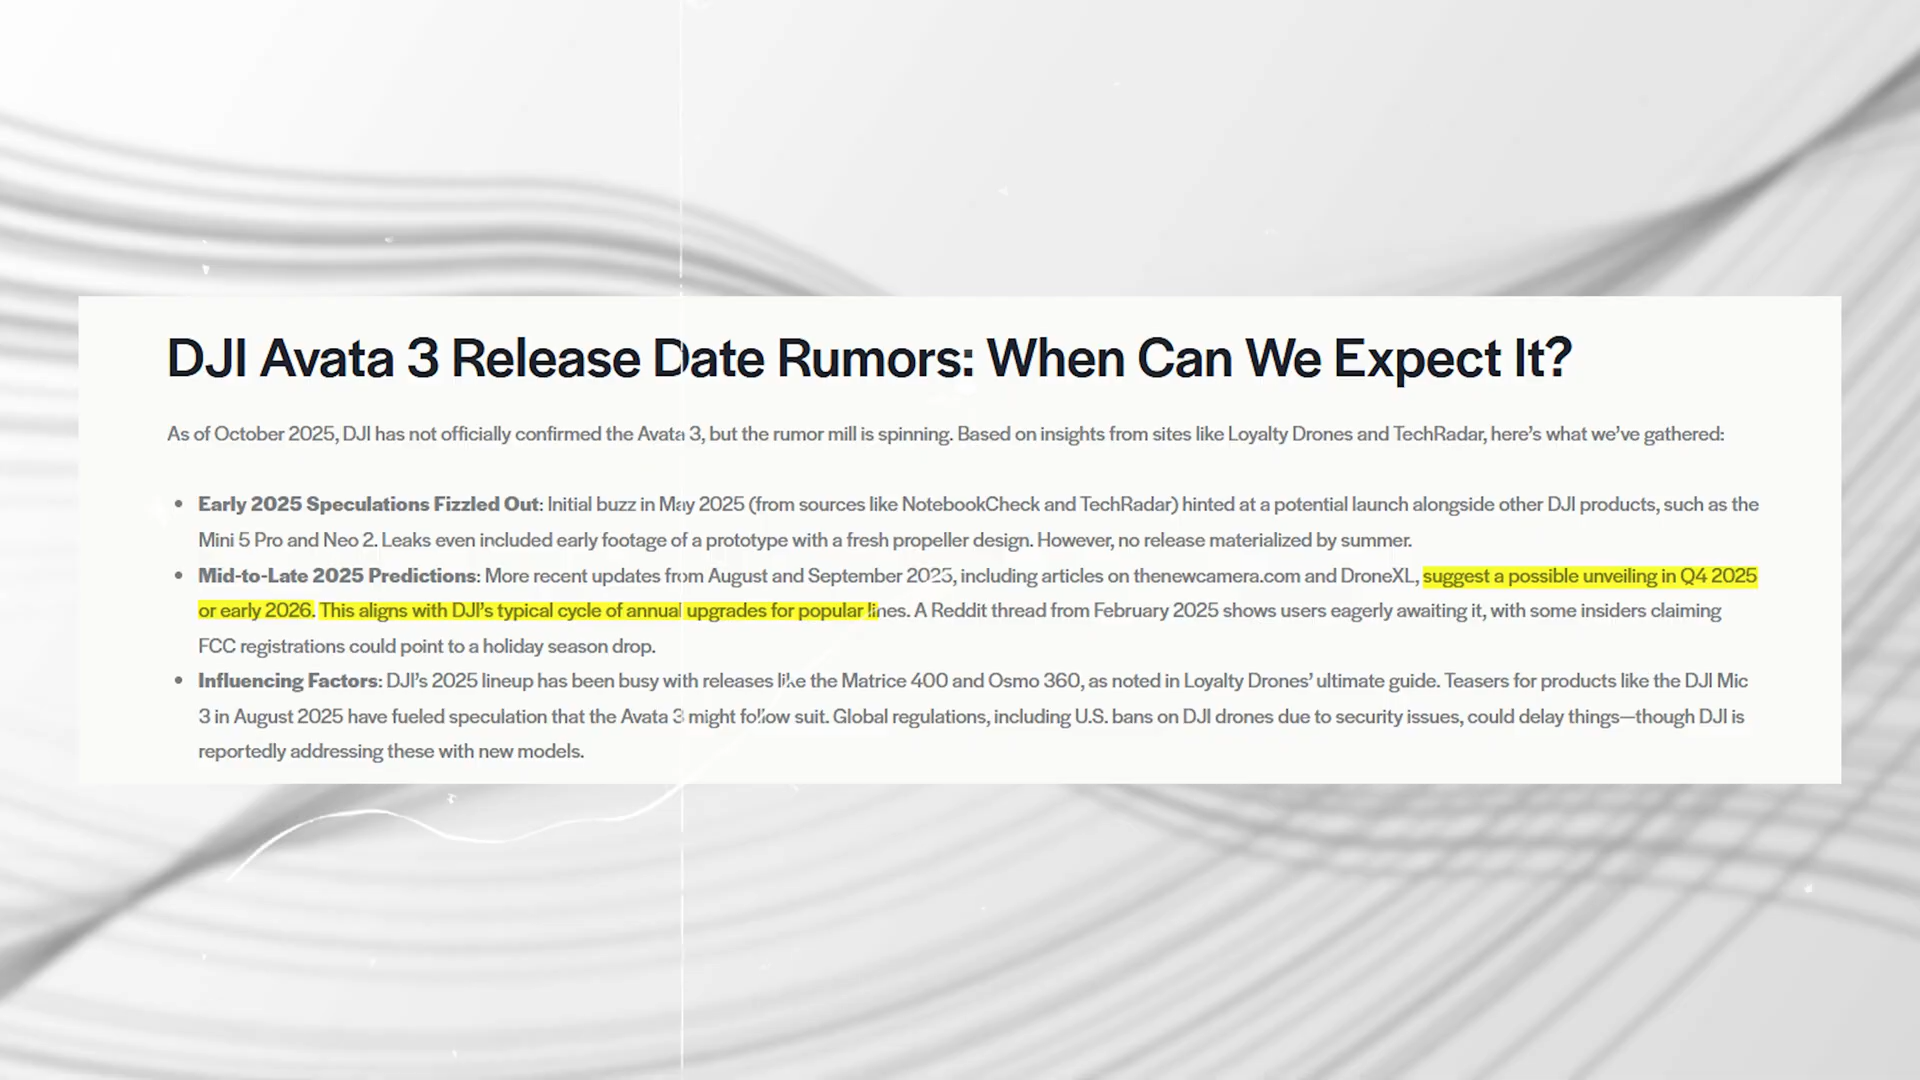 DJI Avata 3 Release Date Rumors: When Can We Expect It?
As of October 2025, DJI has not officially confirmed the Avata 3, but the rumor mill is spinning. Based on insights from sites like Loyalty Drones and TechRadar, here’s what we’ve gathered:
• Early 2025 Speculations Fizzled Out: Initial buzz in May 2025 (from sources like NotebookCheck and TechRadar) hinted at a potential launch alongside other DJI products, such as the
Mini 5 Pro and Neo 2. Leaks even included early footage of a prototype with a fresh propeller design. However, no release materialized by summer.
• Mid-to-Late 2025 Predictions: More recent updates from August and September 2025, including articles on thenewcamera.com and DroneXL, suggest a possible unveiling in Q4 2025
or early 2026. This aligns with DJI’s typical cycle of annual upgrades for popular lines. A Reddit thread from February 2025 shows users eagerly awaiting it, with some insiders claiming
FCC registrations could point to a holiday season drop.
• Influencing Factors: DJI’s 2025 lineup has been busy with releases like the Matrice 400 and Osmo 360, as noted in Loyalty Drones’ ultimate guide. Teasers for products like the DJI Mic
3 in August 2025 have fueled speculation that the Avata 3 might follow suit. Global regulations, including U.S. bans on DJI drones due to security issues, could delay things—though DJI is
reportedly addressing these with new models.